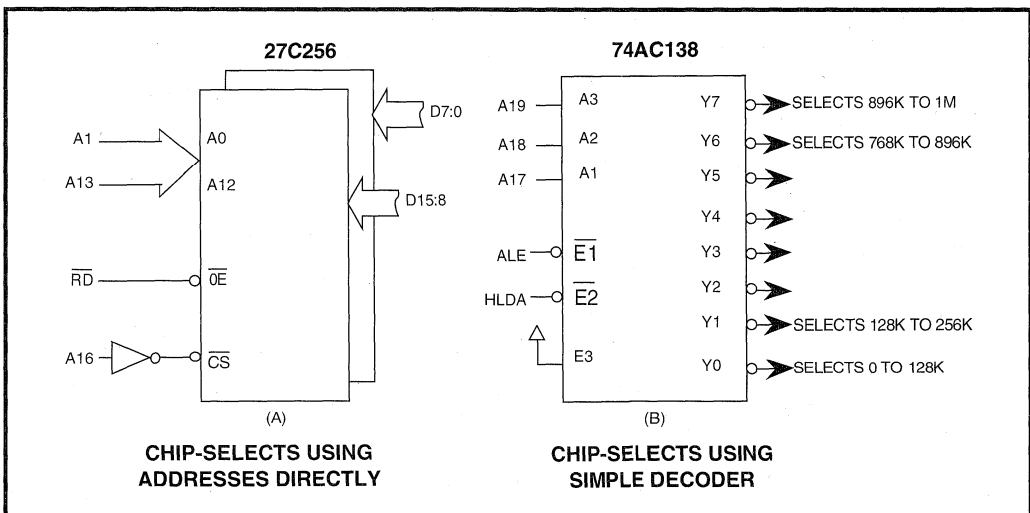 27C256
A1
A13
A0
A12
D7:0
D15:8
RD
0E
A16
CS
(A)
CHIP-SELECTS USING
ADDRESSES DIRECTLY
74AC138
A19
A18
A17
A3
A2
A1
ALE
E1
HLDA
E2
E3
Y7
SELECTS 896K TO 1M
Y6
SELECTS 768K TO 896K
Y5
Y4
Y3
Y2
Y1
SELECTS 128K TO 256K
Y0
SELECTS 0 TO 128K
(B)
CHIP-SELECTS USING
SIMPLE DECODER